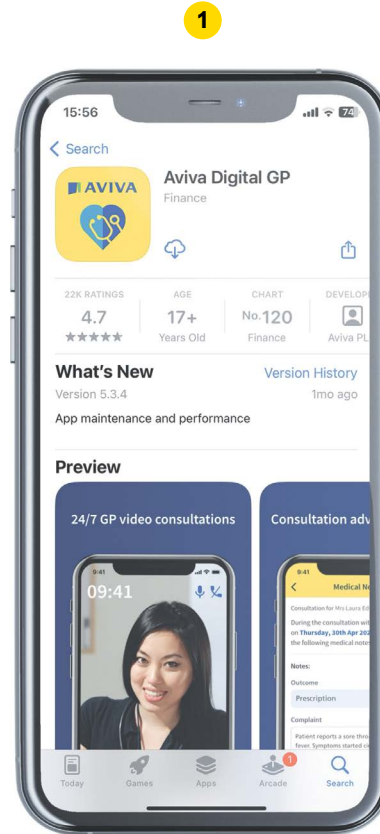 1
15:56
74
Search
AVIVA
Aviva Digital GP
Finance
22K RATINGS
AGE
CHART
DEVELOP
4.7
17+
No.120
Years Old
Finance
Aviva PL
What's New
Version History
Version 5.3.4
1mo ago
App maintenance and performance
Preview
24/7 GP video consultations
Consultation adv
9:41
09:41
9:41
Medical N
Consultation for Mrs Laura Ed
During the consultation wit
on Thursday, 30th Apr 202
the following medical note
Notes:
Outcome
Prescription
Complaint
Patient reports a sore thro
fever. Symptoms started
Today
Games
Apps
Arcade
1
Search